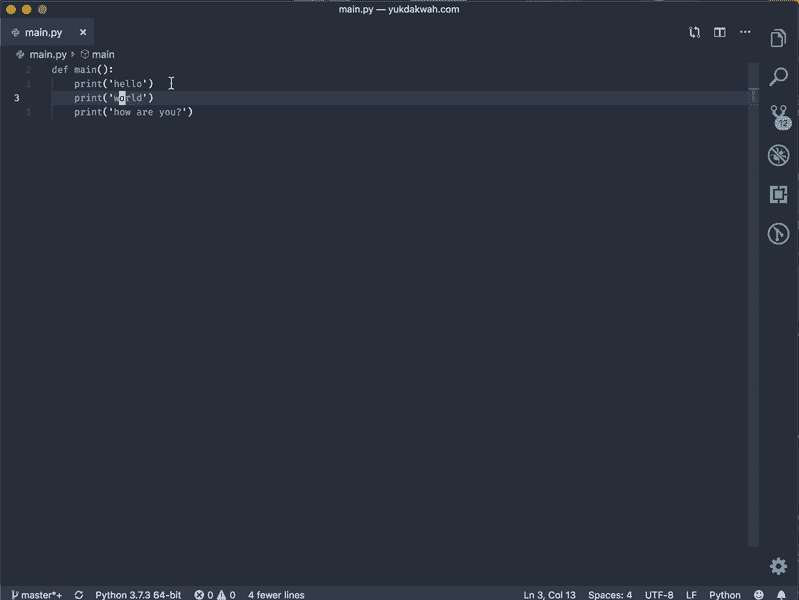 main.py — yukdakwah.com
main.py ×
main.py main
2 def main():
1 print('hello')
3 print('world')
1 print('how are you?')
12
master*+ Python 3.7.3 64-bit 0 0 4 fewer lines Ln 3, Col 13 Spaces: 4 UTF-8 LF Python